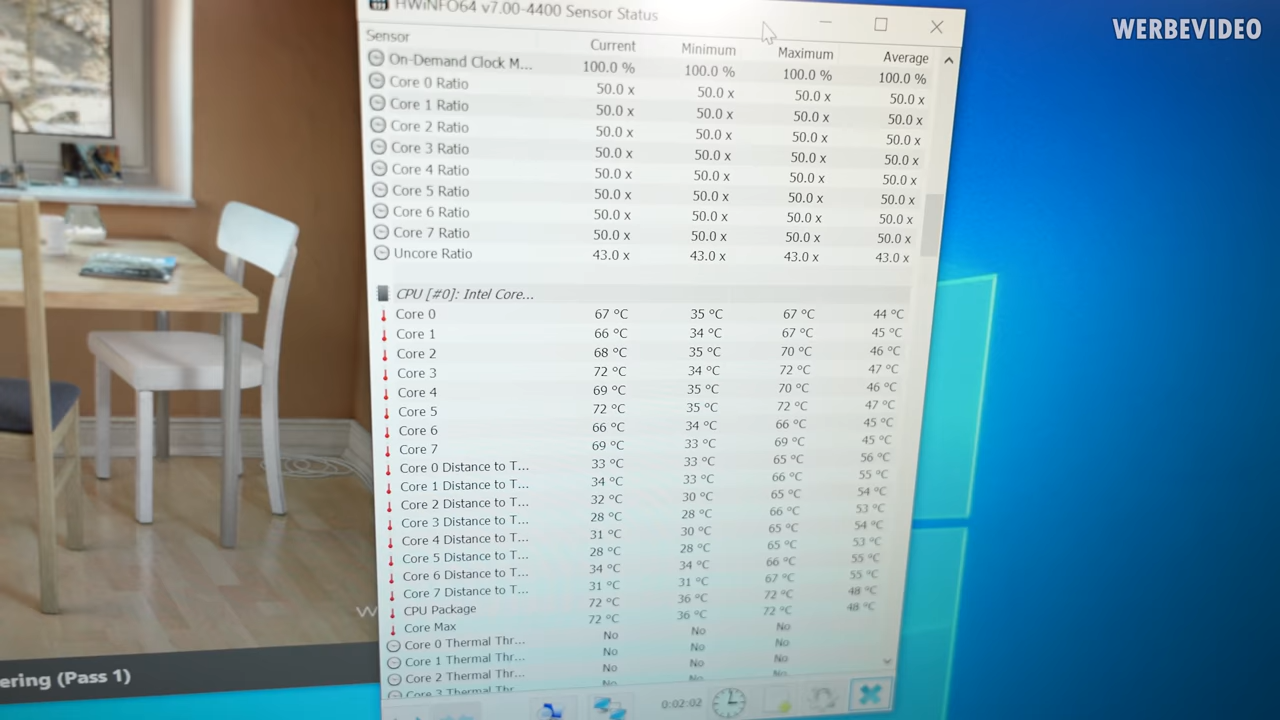 HWiNFO64 v7.00-4400 Sensor Status
WERBEVIDEO
Sensor Current Minimum Maximum Average
On-Demand Clock M... 100.0 % 100.0 % 100.0 % 100.0 %
Core 0 Ratio 50.0 x 50.0 x 50.0 x 50.0 x
Core 1 Ratio 50.0 x 50.0 x 50.0 x 50.0 x
Core 2 Ratio 50.0 x 50.0 x 50.0 x 50.0 x
Core 3 Ratio 50.0 x 50.0 x 50.0 x 50.0 x
Core 4 Ratio 50.0 x 50.0 x 50.0 x 50.0 x
Core 5 Ratio 50.0 x 50.0 x 50.0 x 50.0 x
Core 6 Ratio 50.0 x 50.0 x 50.0 x 50.0 x
Core 7 Ratio 50.0 x 50.0 x 50.0 x 50.0 x
Uncore Ratio 43.0 x 43.0 x 43.0 x 43.0 x
CPU [#0]: Intel Core...
Core 0 67 °C 35 °C 67 °C 44 °C
Core 1 66 °C 34 °C 67 °C 45 °C
Core 2 68 °C 35 °C 70 °C 46 °C
Core 3 72 °C 34 °C 72 °C 47 °C
Core 4 69 °C 35 °C 70 °C 46 °C
Core 5 72 °C 35 °C 72 °C 47 °C
Core 6 66 °C 34 °C 66 °C 45 °C
Core 7 69 °C 33 °C 69 °C 45 °C
Core 0 Distance to T... 33 °C 33 °C 65 °C 56 °C
Core 1 Distance to T... 34 °C 33 °C 66 °C 55 °C
Core 2 Distance to T... 32 °C 30 °C 65 °C 54 °C
Core 3 Distance to T... 28 °C 28 °C 66 °C 53 °C
Core 4 Distance to T... 31 °C 30 °C 65 °C 54 °C
Core 5 Distance to T... 28 °C 28 °C 65 °C 53 °C
Core 6 Distance to T... 34 °C 34 °C 66 °C 55 °C
Core 7 Distance to T... 31 °C 31 °C 67 °C 55 °C
CPU Package 72 °C 36 °C 72 °C 48 °C
Core Max 72 °C 36 °C 72 °C 48 °C
Core 0 Thermal Thr... No No No
Core 1 Thermal Thr... No No No
Core 2 Thermal Thr... No No No
Core 3 Thermal Thr... No No No
ering (Pass 1)
0:02:02